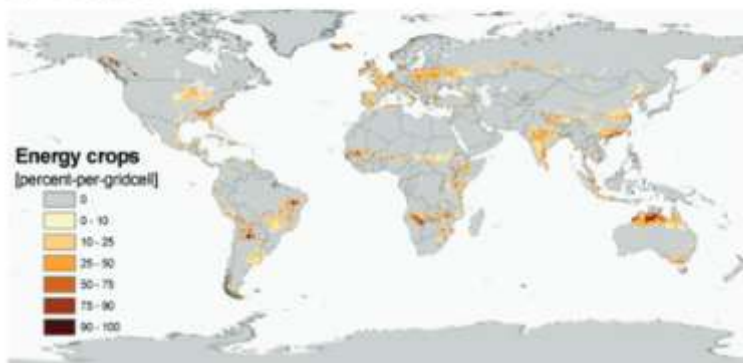 Energy crops
[percent-per-gridcell]
0
0 - 10
10 - 25
25 - 50
50 - 75
75 - 90
90 - 100